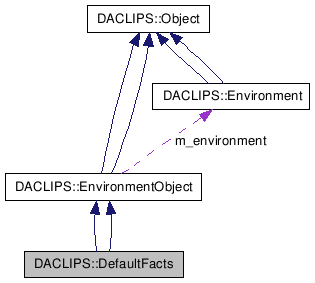 DACLIPS::Object
DACLIPS::Environment
m_environment
DACLIPS::EnvironmentObject
DACLIPS::DefaultFacts